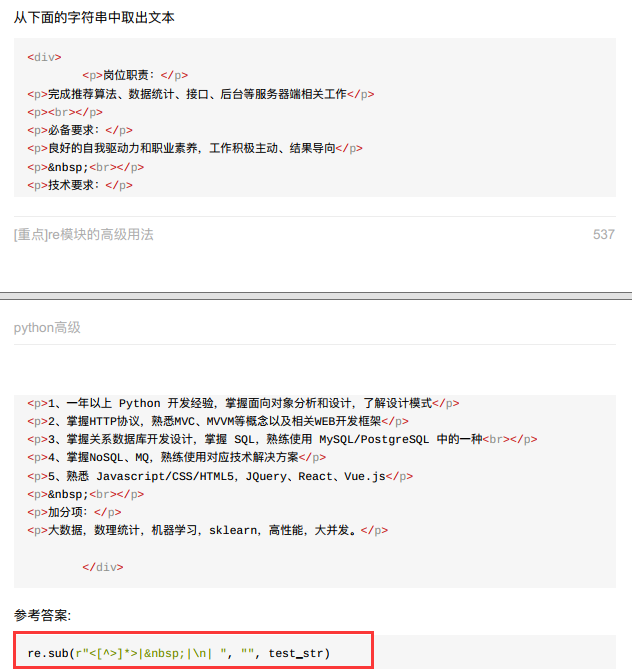 从下面的字符串中取出文本
<div>
<p>岗位职责：</p>
<p>完成推荐算法、数据统计、接口、后台等服务器端相关工作</p>
<p><br></p>
<p>必备要求：</p>
<p>良好的自我驱动力和职业素养，工作积极主动、结果导向</p>
<p>&nbsp;<br></p>
<p>技术要求：</p>
[重点]re模块的高级用法 537
python高级
<p>1、一年以上 Python 开发经验，掌握面向对象分析和设计，了解设计模式</p>
<p>2、掌握HTTP协议，熟悉MVC、MVVM等概念以及相关WEB开发框架</p>
<p>3、掌握关系数据库开发设计，掌握 SQL，熟练使用 MySQL/PostgreSQL 中的一种<br></p>
<p>4、掌握NoSQL、MQ，熟练使用对应技术解决方案</p>
<p>5、熟悉 Javascript/CSS/HTML5，JQuery、React、Vue.js</p>
<p>&nbsp;<br></p>
<p>加分项：</p>
<p>大数据，数理统计，机器学习，sklearn，高性能，大并发。</p>
</div>
参考答案:
re.sub(r"<[^>]*>|&nbsp;|\n| ", "", test_str)